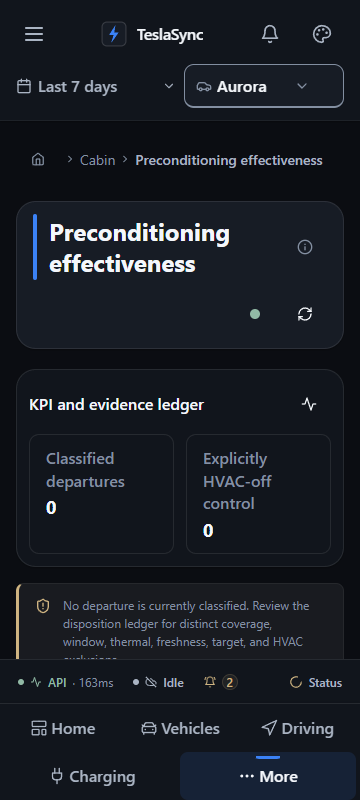 TeslaSync
Last 7 days
Aurora
Cabin
Preconditioning effectiveness
Preconditioning
effectiveness
KPI and evidence ledger
Classified
departures
0
Explicitly
HVAC-off
control
0
No departure is currently classified. Review the
disposition ledger for distinct coverage,
window, thermal, freshness, target, and HVAC
API · 163ms
Idle
2
Status
Home
Vehicles
Driving
Charging
More